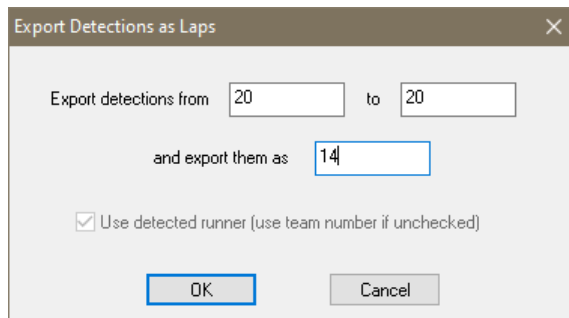 Export Detections as Laps
Export detections from 20 to 20
and export them as 14
Use detected runner (use team number if unchecked)
OK Cancel